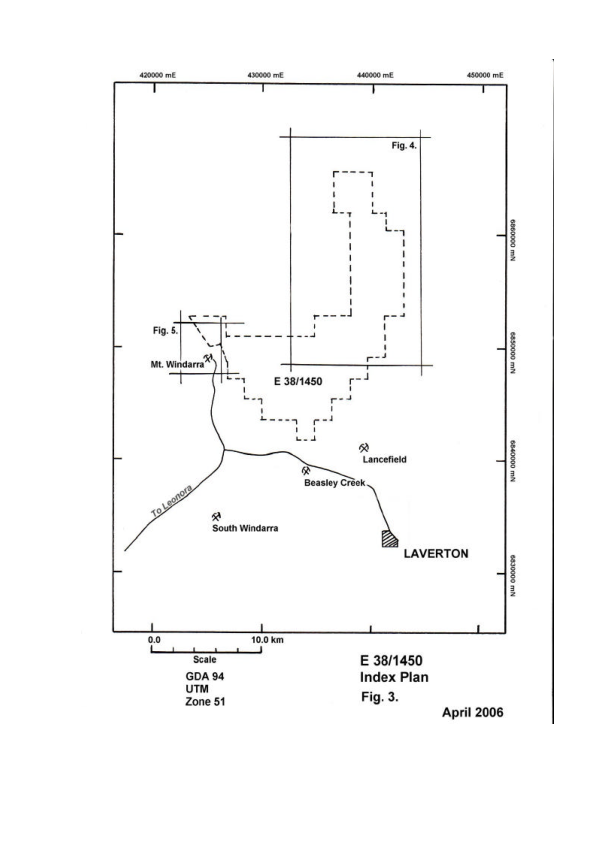 420000 mE
430000 mE
440000 mE
450000 mE
Fig. 4.
6860000 mN
Fig. 5.
6850000 mN
Mt. Windarra
E 38/1450
6840000 mN
Lancefield
Beasley Creek
To Leonora
South Windarra
LAVERTON
6830000 mN
0.0
10.0 km
Scale
GDA 94
UTM
Zone 51
E 38/1450
Index Plan
Fig. 3.
April 2006